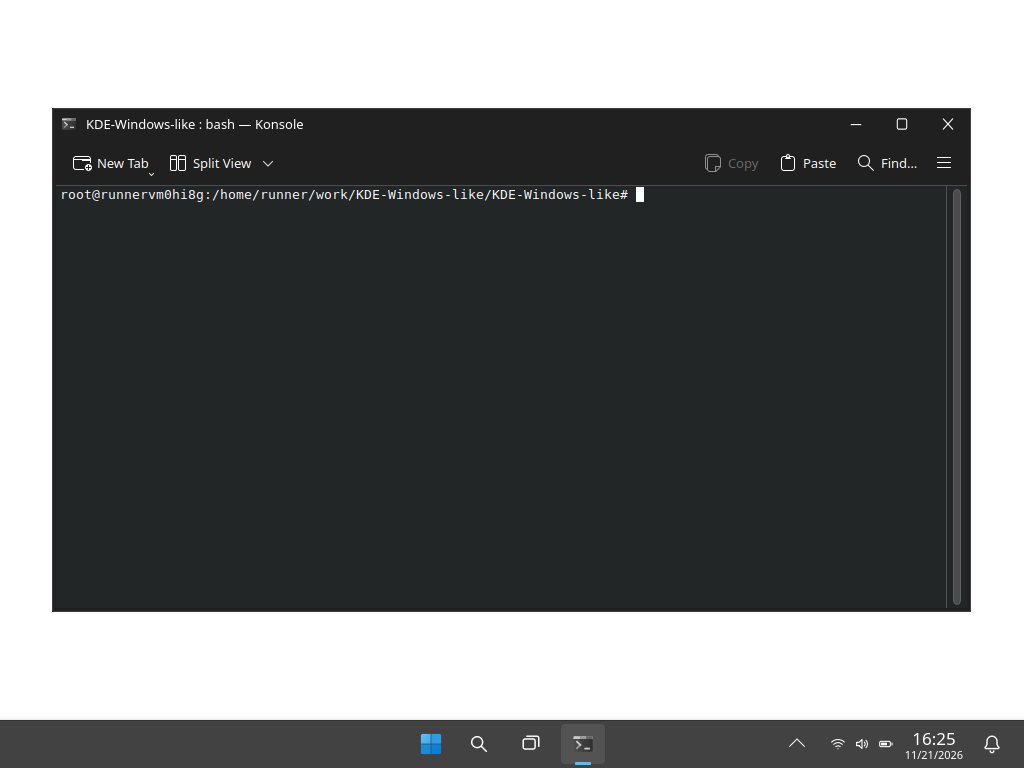 KDE-Windows-like : bash — Konsole
New Tab Split View Copy Paste Find...
root@runnervm0hi8g:/home/runner/work/KDE-Windows-like/KDE-Windows-like#
16:25
11/21/2026